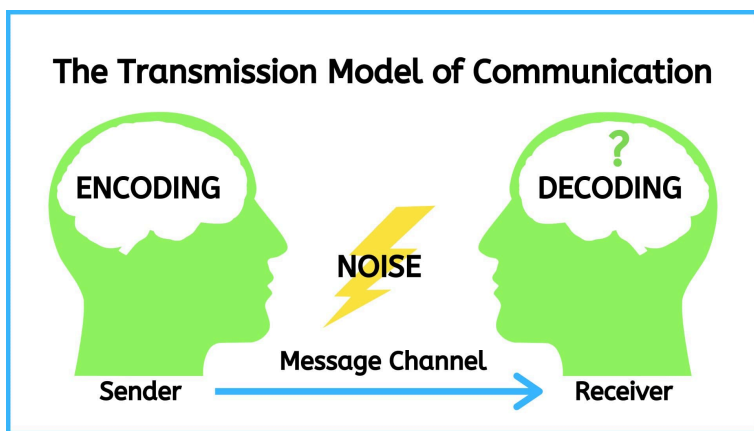 The Transmission Model of Communication
ENCODING
?
DECODING
NOISE
Message Channel
Sender
Receiver